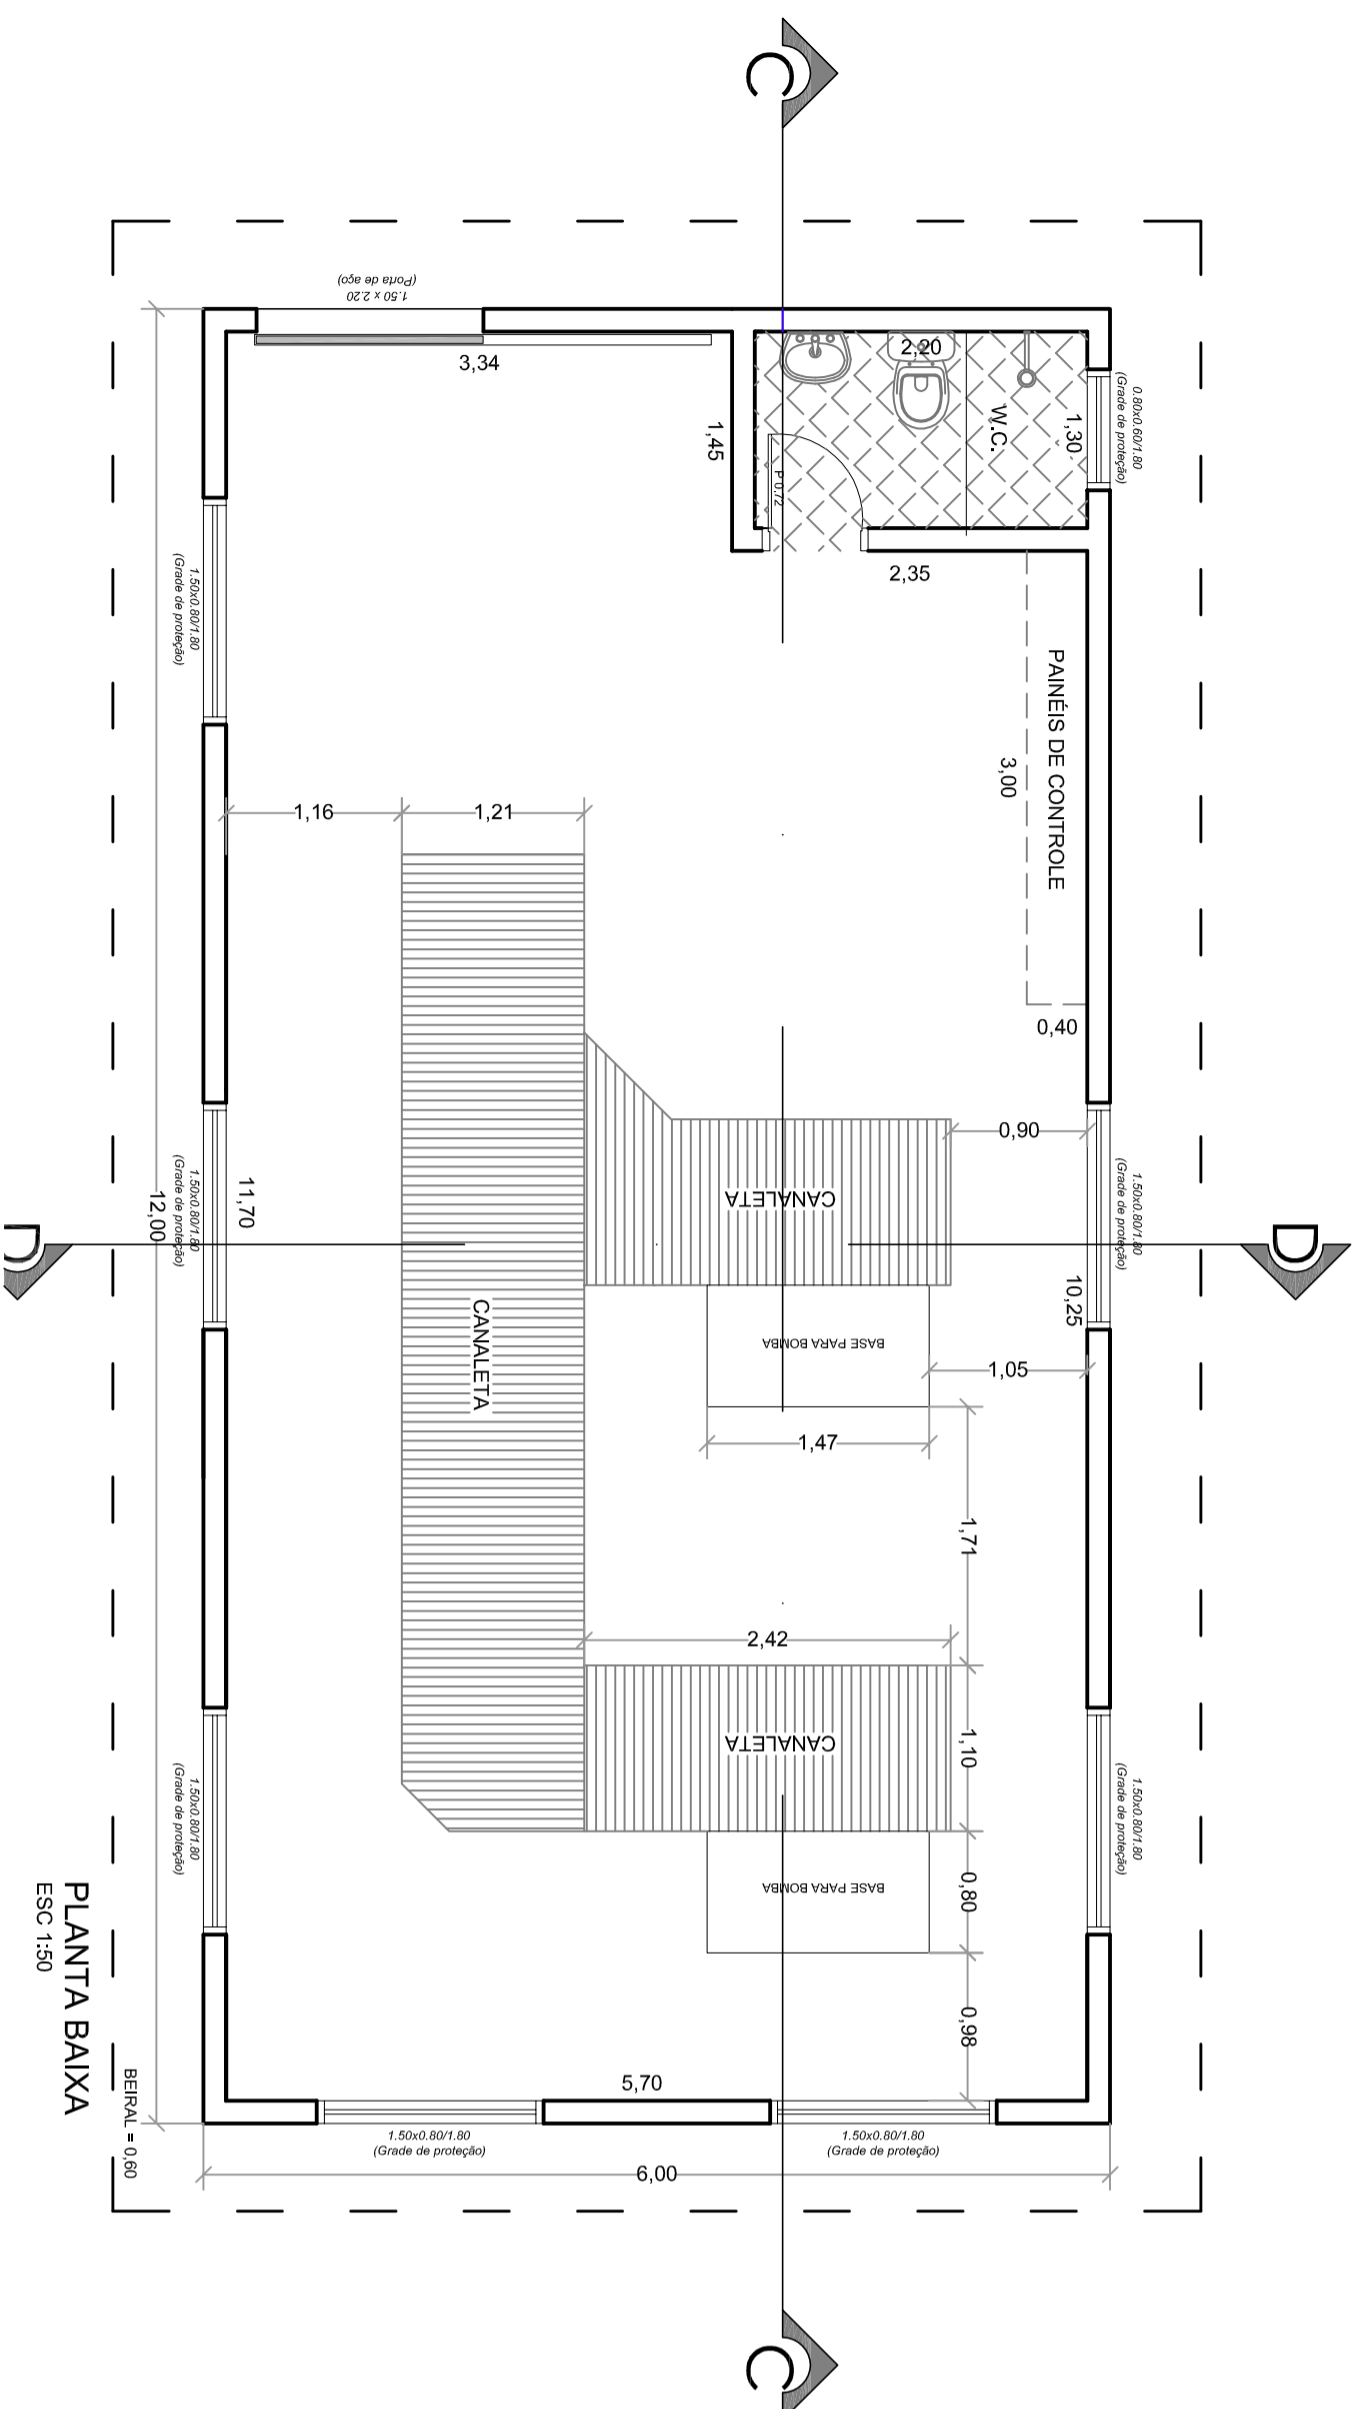 C
1.50 x 2.20
(Porta de aço)
3,34
2,20
W.C.
1,30
0.80x0.60/1.80
(Grade de proteção)
1,45
P 0,72
2,35
1.50x0.80/1.80
(Grade de proteção)
PAINÉIS DE CONTROLE
3,00
0,40
1,16
1,21
0,90
CANALETA
1.50x0.80/1.80
(Grade de proteção)
11,70
12,00
1.50x0.80/1.80
(Grade de proteção)
D
D
10,25
CANALETA
BASE PARA BOMBA
1,05
1,47
1,71
2,42
CANALETA
1,10
1.50x0.80/1.80
(Grade de proteção)
1.50x0.80/1.80
(Grade de proteção)
BASE PARA BOMBA
0,80
0,98
5,70
1.50x0.80/1.80
(Grade de proteção)
1.50x0.80/1.80
(Grade de proteção)
6,00
BEIRAL = 0,60
PLANTA BAIXA
ESC 1:50
C